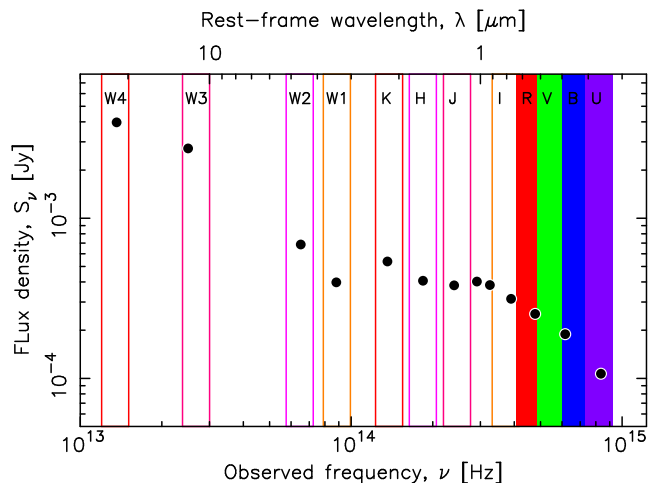 Rest-frame wavelength, λ [μm]
10 1
W4 W3 W2 W1 K H J I R V B U
FLux density, Sν [Jy]
10⁻³
10⁻⁴
10¹³ 10¹⁴ 10¹⁵
Observed frequency, ν [Hz]